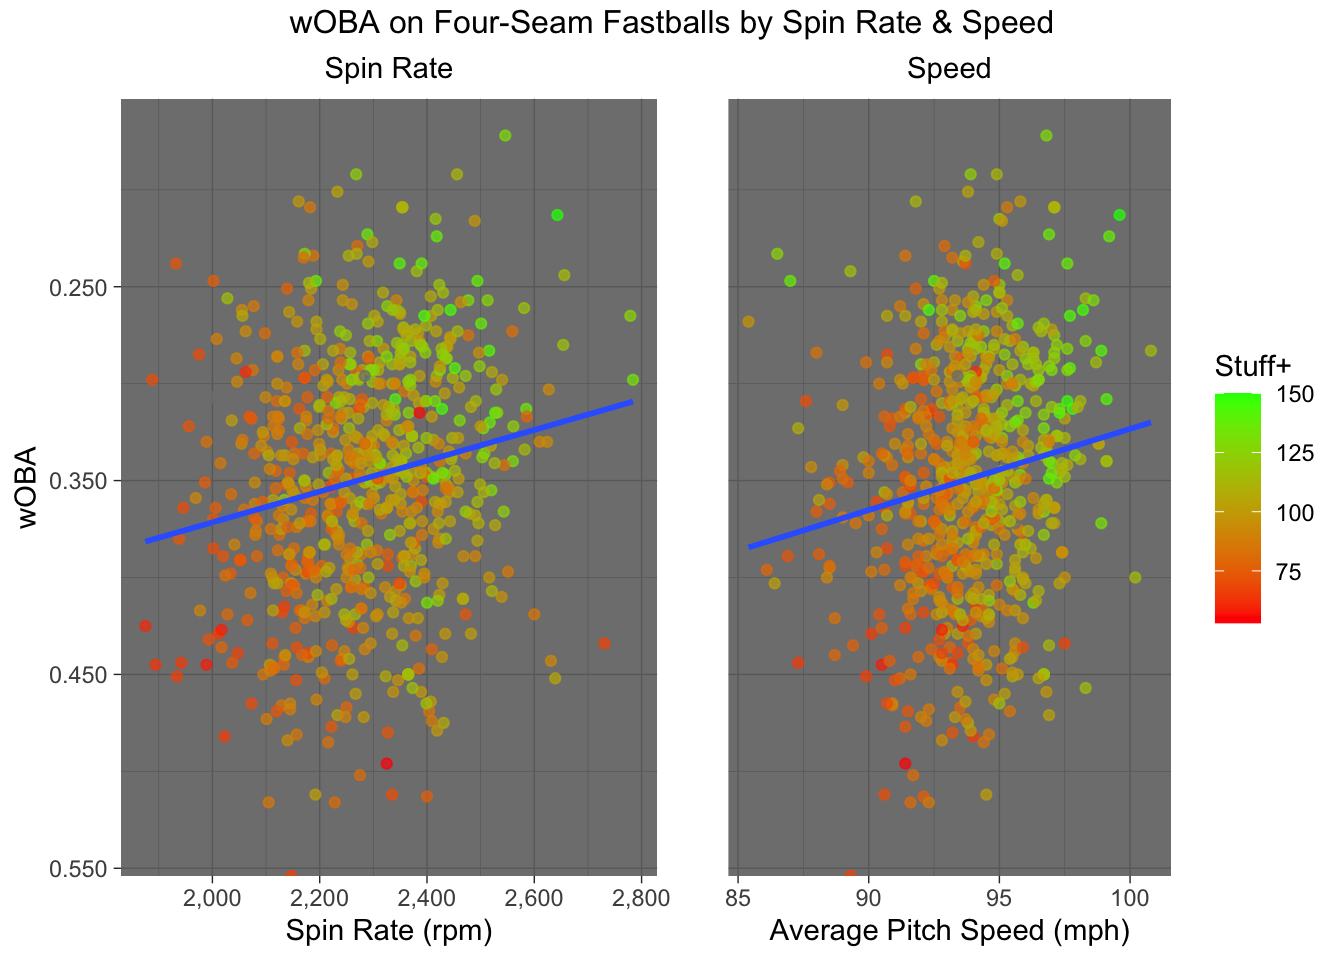 wOBA on Four-Seam Fastballs by Spin Rate & Speed
Spin Rate
Speed
wOBA
0.250
0.350
0.450
0.550
2,000
2,200
2,400
2,600
2,800
Spin Rate (rpm)
85
90
95
100
Average Pitch Speed (mph)
Stuff+
150
125
100
75